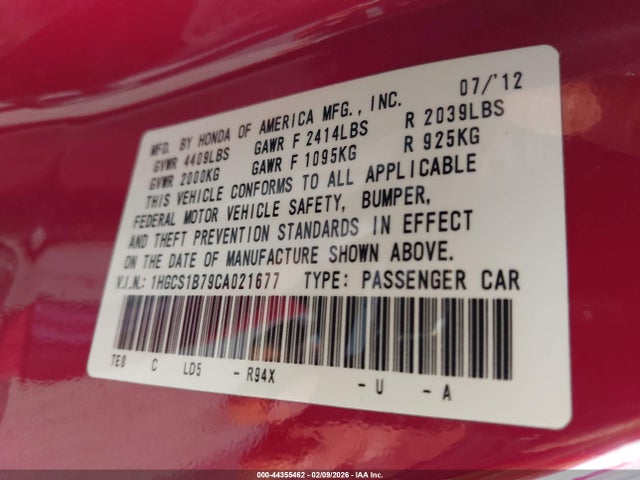 07/'12
MFD. BY HONDA OF AMERICA MFG., INC.
GVWR 4409LBS GAWR F 2414LBS R 2039LBS
GVWR 2000KG GAWR F 1095KG R 925KG
THIS VEHICLE CONFORMS TO ALL APPLICABLE
FEDERAL MOTOR VEHICLE SAFETY, BUMPER,
AND THEFT PREVENTION STANDARDS IN EFFECT
ON THE DATE OF MANUFACTURE SHOWN ABOVE.
V.I.N.: 1HGCS1B79CA021677 TYPE: PASSENGER CAR
TE0 C LD5 - R94X - U - A
000-44355462 - 02/09/2026 - IAA Inc.